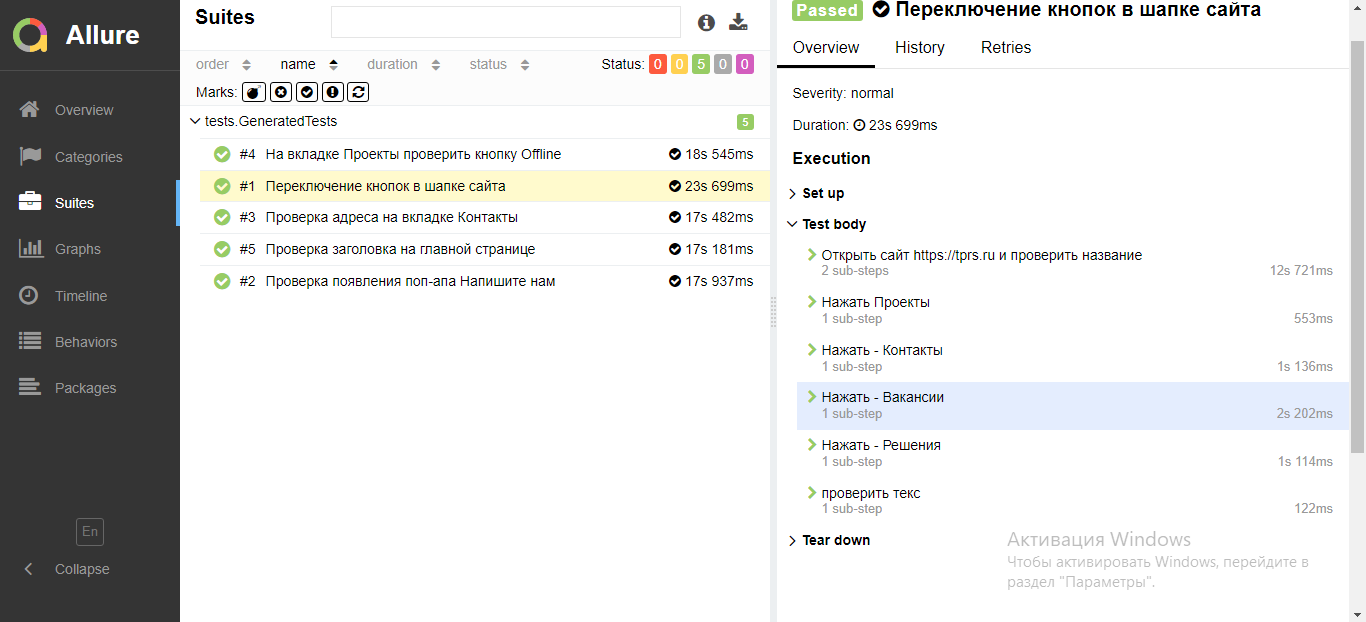 Allure
Overview
Categories
Suites
Graphs
Timeline
Behaviors
Packages
En
Collapse
Suites
order name duration status Status: 0 0 5 0 0
Marks:
tests.GeneratedTests 5
#4 На вкладке Проекты проверить кнопку Offline 18s 545ms
#1 Переключение кнопок в шапке сайта 23s 699ms
#3 Проверка адреса на вкладке Контакты 17s 482ms
#5 Проверка заголовка на главной странице 17s 181ms
#2 Проверка появления поп-апа Напишите нам 17s 937ms
Passed Переключение кнопок в шапке сайта
Overview History Retries
Severity: normal
Duration: 23s 699ms
Execution
Set up
Test body
Открыть сайт https://tprs.ru и проверить название
2 sub-steps 12s 721ms
Нажать Проекты
1 sub-step 553ms
Нажать - Контакты
1 sub-step 1s 136ms
Нажать - Вакансии
1 sub-step 2s 202ms
Нажать - Решения
1 sub-step 1s 114ms
проверить текс
1 sub-step 122ms
Tear down
Активация Windows
Чтобы активировать Windows, перейдите в
раздел "Параметры".